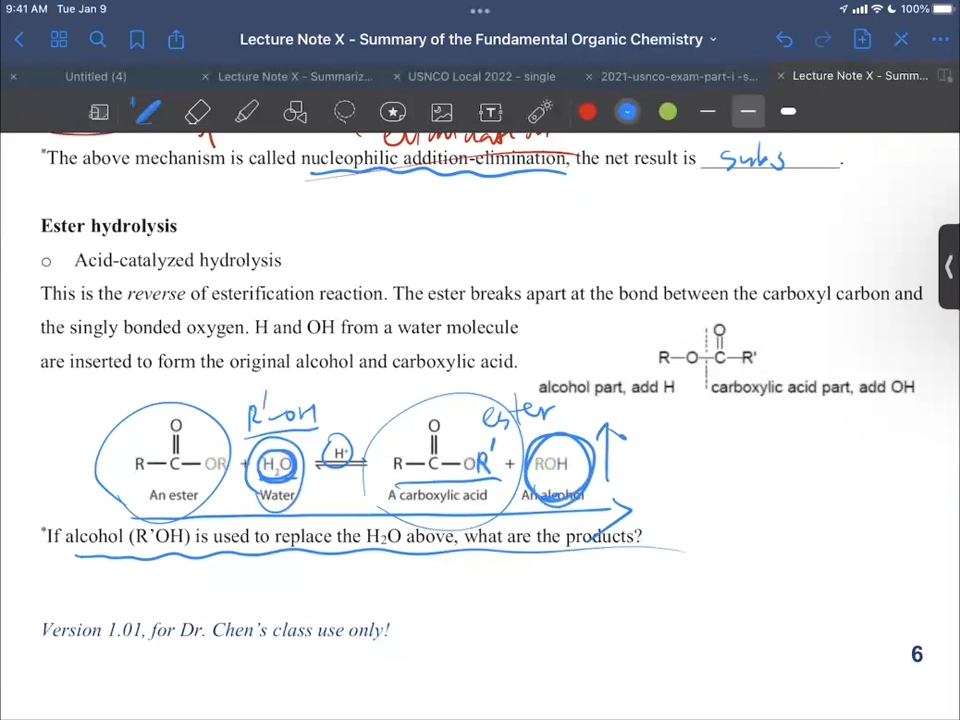 9:41 AM Tue Jan 9 100%
Lecture Note X - Summary of the Fundamental Organic Chemistry
Untitled (4) Lecture Note X - Summariz... USNCO Local 2022 - single 2021-usnco-exam-part-i -s... Lecture Note X - Summ...
*The above mechanism is called nucleophilic addition-elimination, the net result is subs.
Ester hydrolysis
o Acid-catalyzed hydrolysis
This is the reverse of esterification reaction. The ester breaks apart at the bond between the carboxyl carbon and
the singly bonded oxygen. H and OH from a water molecule
are inserted to form the original alcohol and carboxylic acid.
O
R—O—C—R'
alcohol part, add H carboxylic acid part, add OH
R'-OH ester
O O
R—C—OR + H₂O H⁺ R—C—OR' + ROH
An ester Water A carboxylic acid An alcohol
*If alcohol (R'OH) is used to replace the H₂O above, what are the products?
Version 1.01, for Dr. Chen's class use only!
6